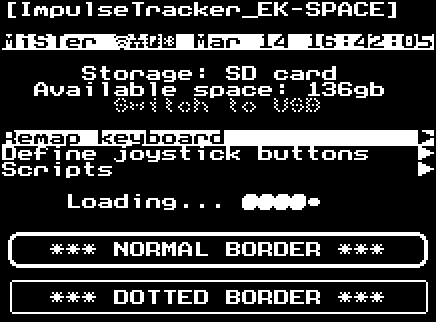 [ImpulseTracker_EK-SPACE]
MiSTer Mar 14 16:42:05
Storage: SD card
Available space: 136gb
Switch to USB
Remap keyboard
Define joystick buttons
Scripts
Loading...
*** NORMAL BORDER ***
*** DOTTED BORDER ***